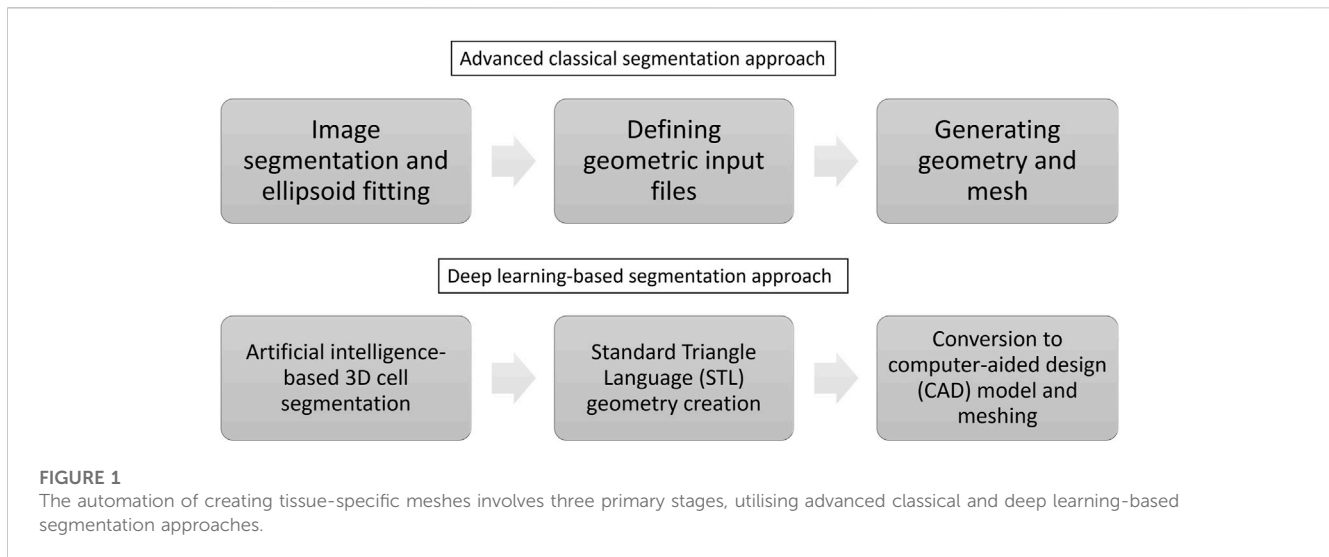 Advanced classical segmentation approach
Image
segmentation and
ellipsoid fitting
Defining
geometric input
files
Generating
geometry and
mesh
Deep learning-based segmentation approach
Artificial intelligence-
based 3D cell
segmentation
Standard Triangle
Language (STL)
geometry creation
Conversion to
computer-aided design
(CAD) model and
meshing
FIGURE 1
The automation of creating tissue-specific meshes involves three primary stages, utilising advanced classical and deep learning-based
segmentation approaches.